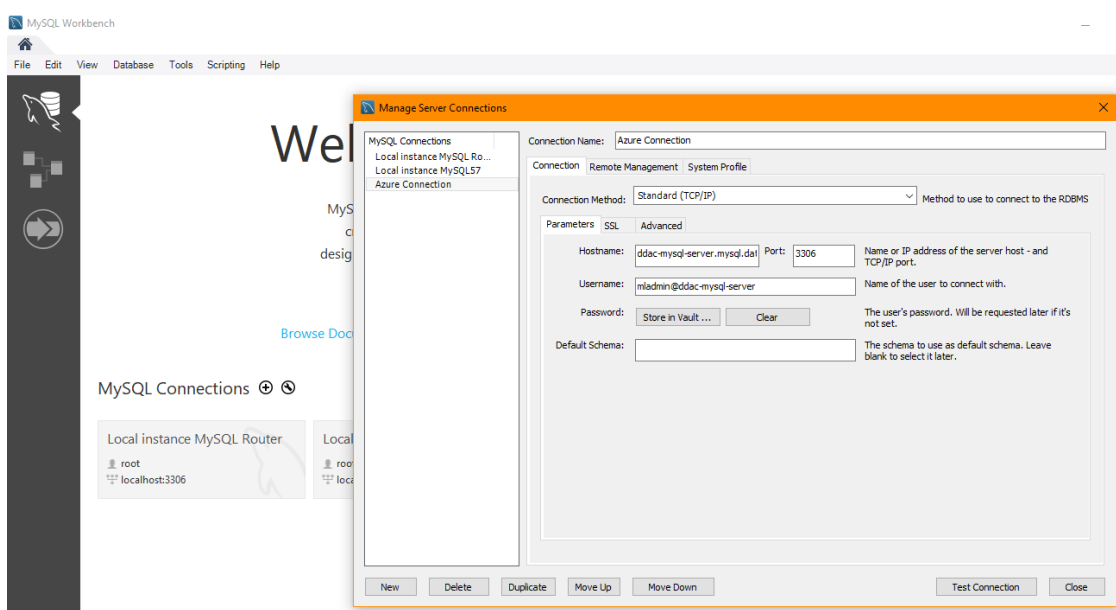 MySQL Workbench
File Edit View Database Tools Scripting Help
Wel
MyS
desig
Browse Doc
MySQL Connections
Local instance MySQL Router
root
localhost:3306
Local
roo
loca
Manage Server Connections
MySQL Connections
Local instance MySQL Ro...
Local instance MySQL57
Azure Connection
Connection Name: Azure Connection
Connection Remote Management System Profile
Connection Method: Standard (TCP/IP) Method to use to connect to the RDBMS
Parameters SSL Advanced
Hostname: ddac-mysql-server.mysql.dat Port: 3306 Name or IP address of the server host - and
TCP/IP port.
Username: mladmin@ddac-mysql-server Name of the user to connect with.
Password: Store in Vault ... Clear The user's password. Will be requested later if it's
not set.
Default Schema: The schema to use as default schema. Leave
blank to select it later.
New Delete Duplicate Move Up Move Down Test Connection Close